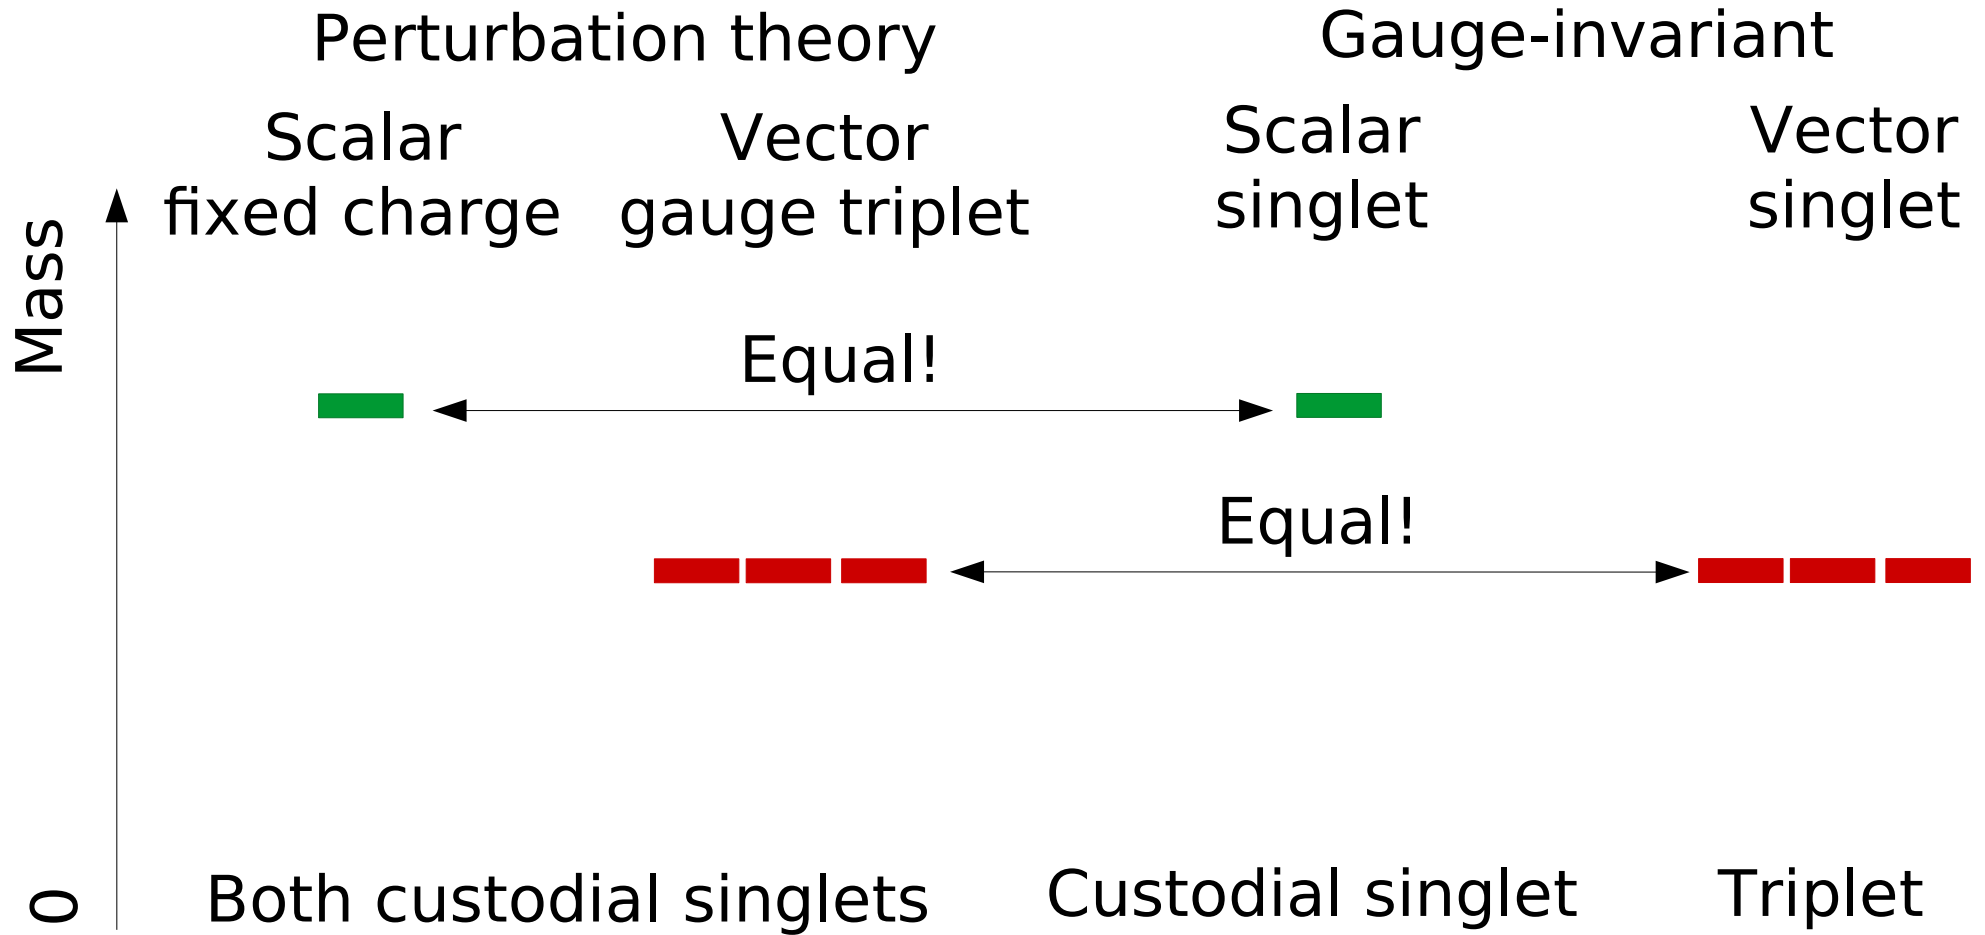 Perturbation theory
Gauge-invariant
Scalar
fixed charge
Vector
gauge triplet
Scalar
singlet
Vector
singlet
Mass
Equal!
Equal!
0
Both custodial singlets
Custodial singlet
Triplet